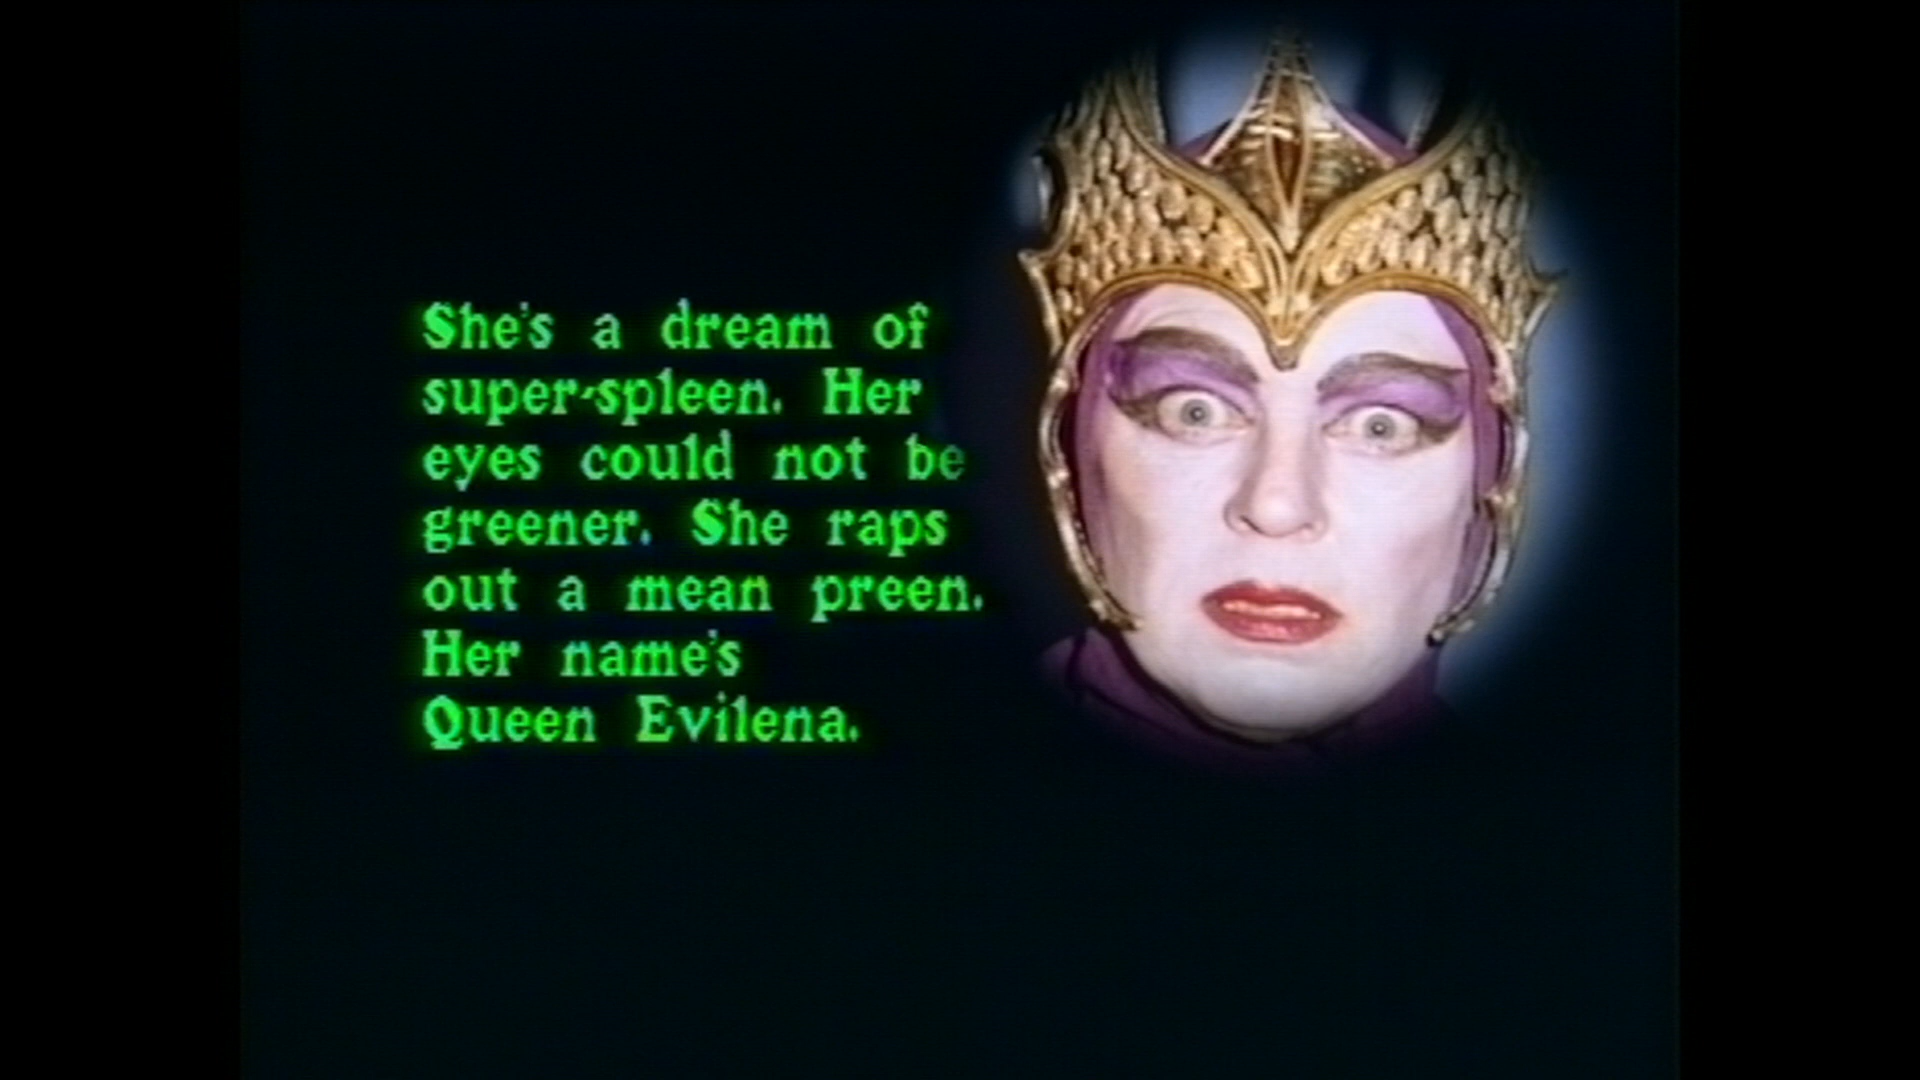 She's a dream of
super-spleen. Her
eyes could not be
greener. She raps
out a mean preen.
Her name's
Queen Evilena.